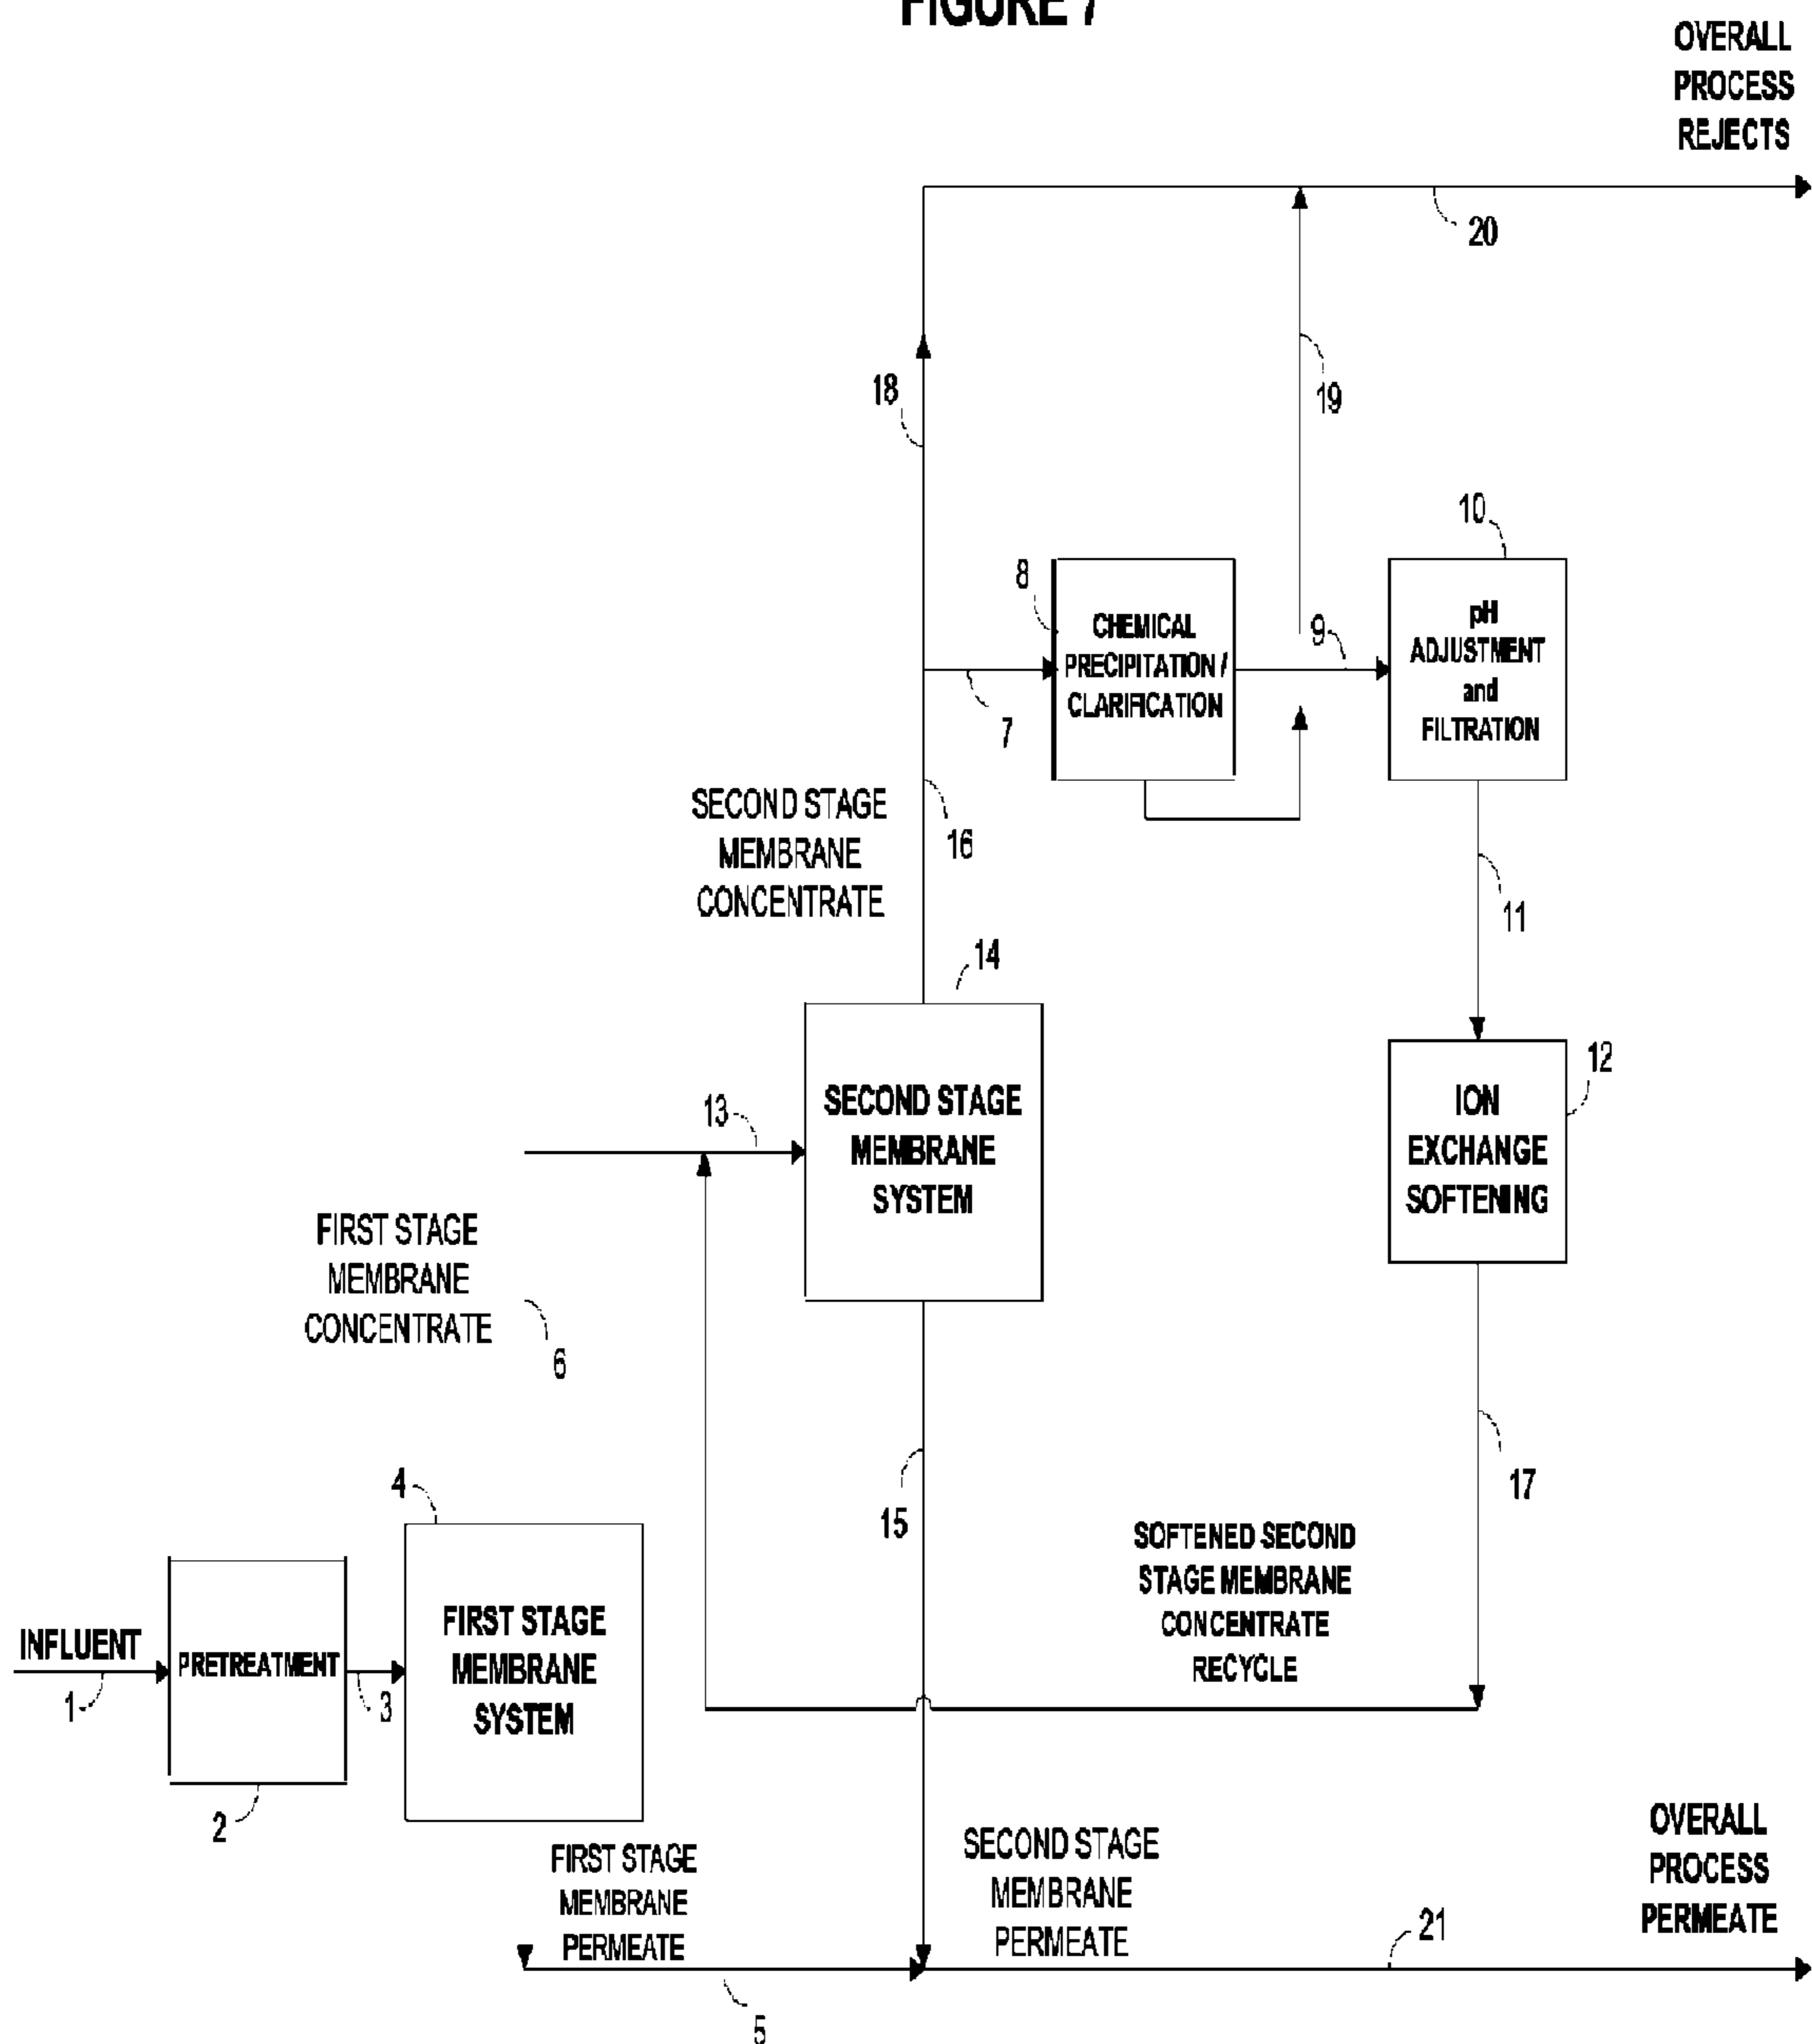 FIGURE 7
OVERALL
PROCESS
REJECTS
20
18
19
10
8
CHEMICAL
PRECIPITATION /
CLARIFICATION
9
pH
ADJUSTMENT
and
FILTRATION
7
SECOND STAGE
MEMBRANE
CONCENTRATE
16
11
14
13
SECOND STAGE
MEMBRANE
SYSTEM
12
ION
EXCHANGE
SOFTENING
FIRST STAGE
MEMBRANE
CONCENTRATE
6
4
15
17
SOFTENED SECOND
STAGE MEMBRANE
CONCENTRATE
RECYCLE
INFLUENT
1
PRETREATMENT
3
FIRST STAGE
MEMBRANE
SYSTEM
2
FIRST STAGE
MEMBRANE
PERMEATE
5
SECOND STAGE
MEMBRANE
PERMEATE
21
OVERALL
PROCESS
PERMEATE